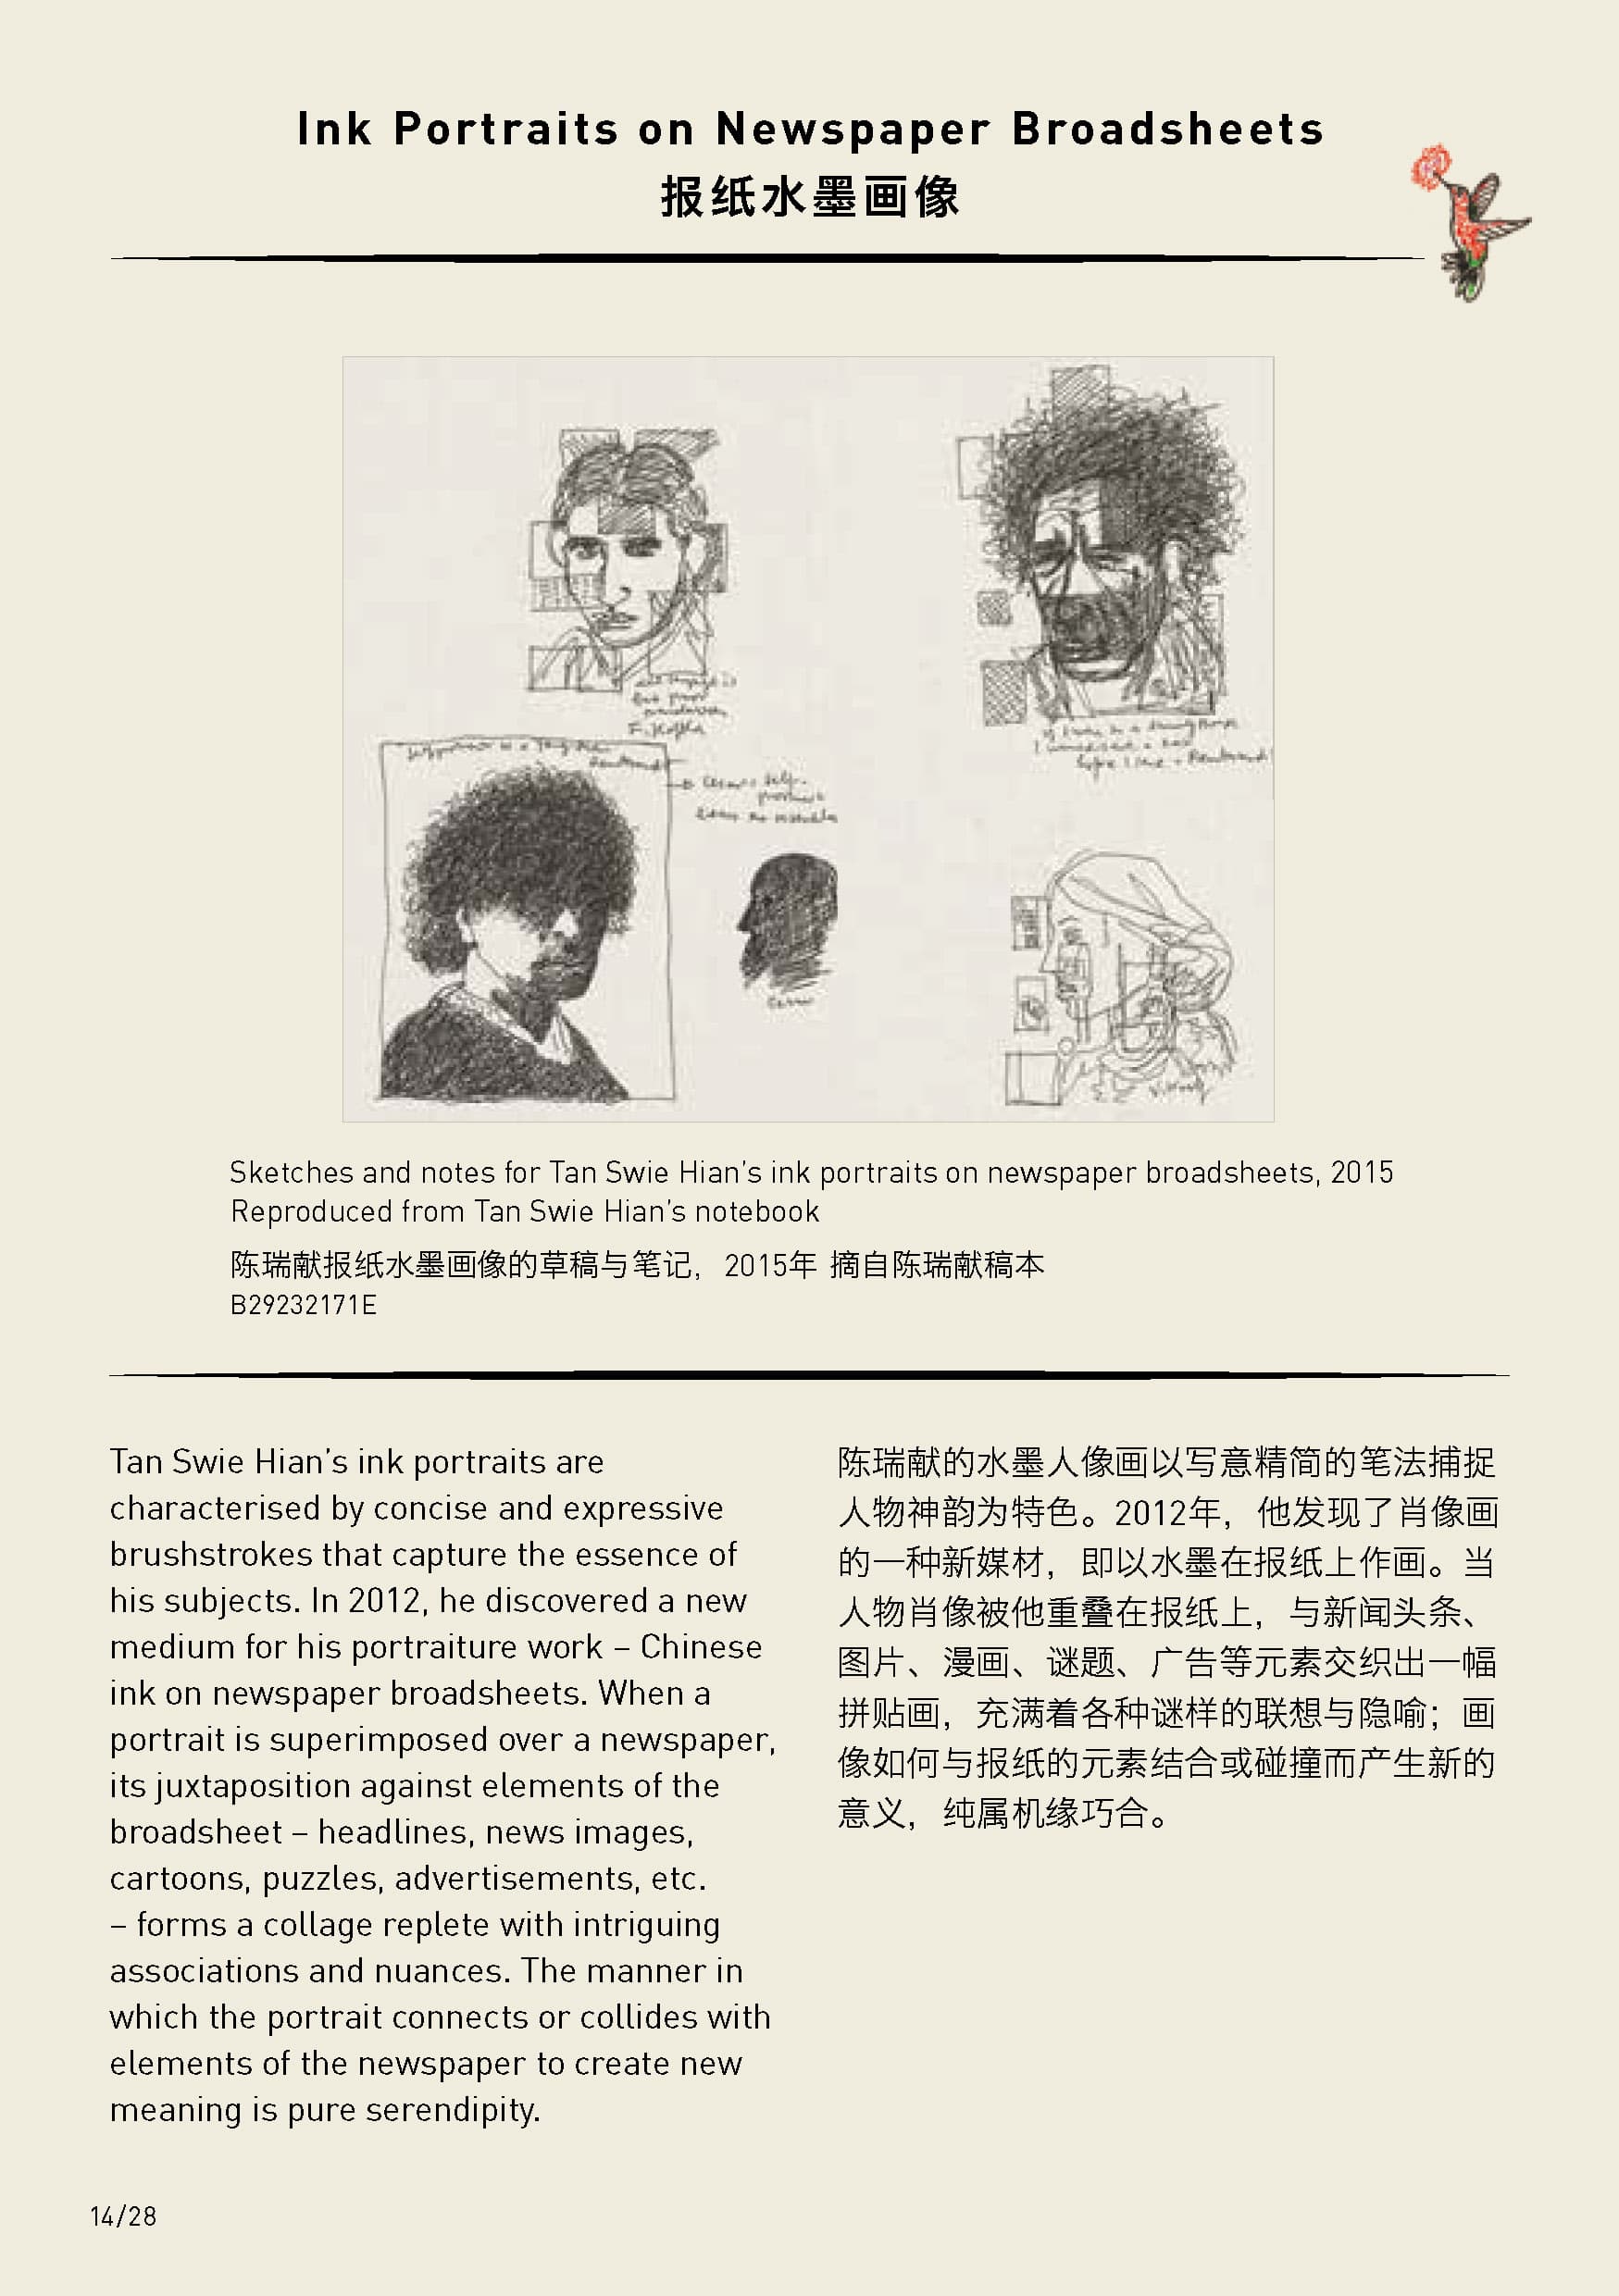 Ink Portraits on Newspaper Broadsheets
报纸水墨画像
F. Kafka
Sketches and notes for Tan Swie Hian's ink portraits on newspaper broadsheets, 2015
Reproduced from Tan Swie Hian's notebook
陈瑞献报纸水墨画像的草稿与笔记，2015年 摘自陈瑞献稿本
B29232171E
Tan Swie Hian's ink portraits are
characterised by concise and expressive
brushstrokes that capture the essence of
his subjects. In 2012, he discovered a new
medium for his portraiture work – Chinese
ink on newspaper broadsheets. When a
portrait is superimposed over a newspaper,
its juxtaposition against elements of the
broadsheet – headlines, news images,
cartoons, puzzles, advertisements, etc.
– forms a collage replete with intriguing
associations and nuances. The manner in
which the portrait connects or collides with
elements of the newspaper to create new
meaning is pure serendipity.
陈瑞献的水墨人像画以写意精简的笔法捕捉
人物神韵为特色。2012年，他发现了肖像画
的一种新媒材，即以水墨在报纸上作画。当
人物肖像被他重叠在报纸上，与新闻头条、
图片、漫画、谜题、广告等元素交织出一幅
拼贴画，充满着各种谜样的联想与隐喻；画
像如何与报纸的元素结合或碰撞而产生新的
意义，纯属机缘巧合。
14/28